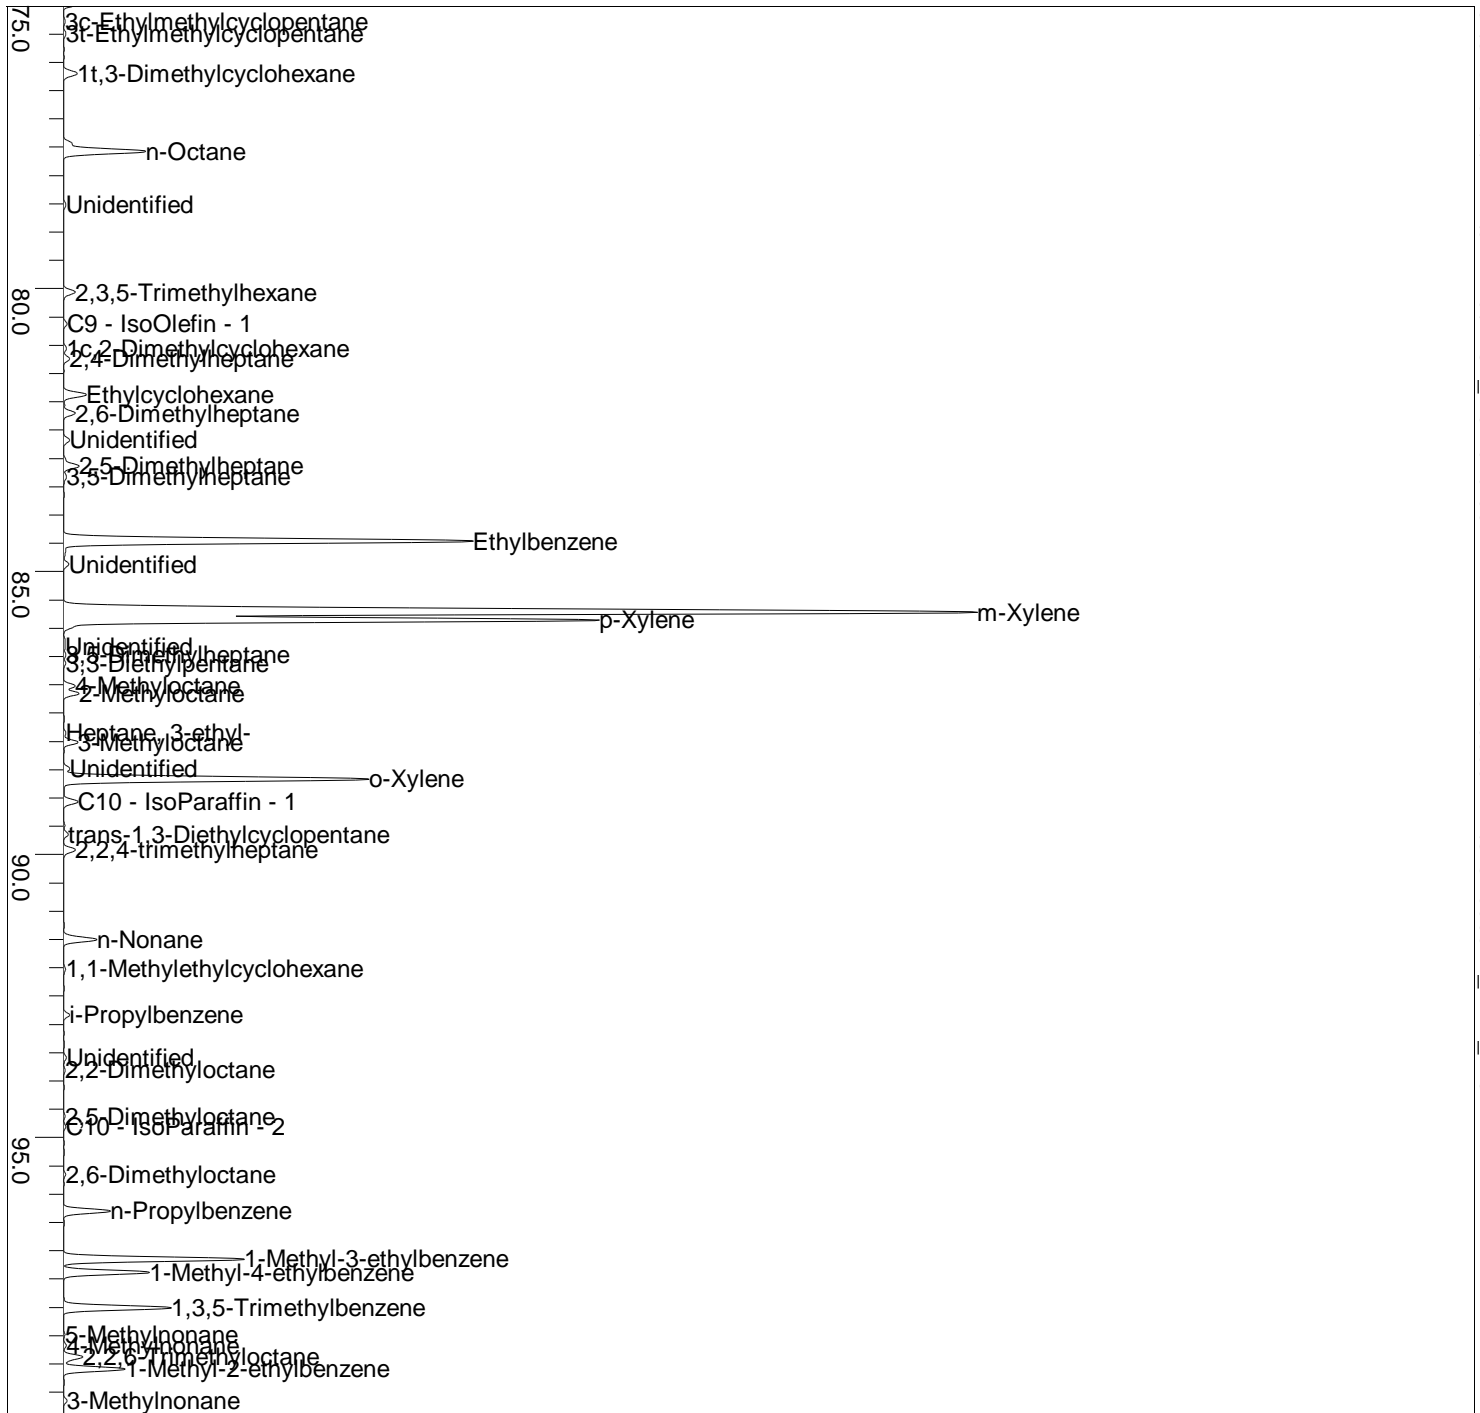 75.0
3c-Ethylmethylcyclopentane
3t-Ethylmethylcyclopentane
1t,3-Dimethylcyclohexane
n-Octane
Unidentified
2,3,5-Trimethylhexane
80.0
C9 - IsoOlefin - 1
1c,2-Dimethylcyclohexane
2,4-Dimethylheptane
Ethylcyclohexane
2,6-Dimethylheptane
Unidentified
2,5-Dimethylheptane
3,5-Dimethylheptane
Ethylbenzene
Unidentified
85.0
m-Xylene
p-Xylene
Unidentified
3,5-Dimethylheptane
3,3-Diethylpentane
4-Methyloctane
2-Methyloctane
Heptane, 3-ethyl-
3-Methyloctane
Unidentified
o-Xylene
C10 - IsoParaffin - 1
trans-1,3-Diethylcyclopentane
2,2,4-trimethylheptane
90.0
n-Nonane
1,1-Methylethylcyclohexane
i-Propylbenzene
Unidentified
2,2-Dimethyloctane
2,5-Dimethyloctane
C10 - IsoParaffin - 2
95.0
2,6-Dimethyloctane
n-Propylbenzene
1-Methyl-3-ethylbenzene
1-Methyl-4-ethylbenzene
1,3,5-Trimethylbenzene
5-Methylnonane
4-Methylnonane
2,2,6-Trimethyloctane
1-Methyl-2-ethylbenzene
3-Methylnonane